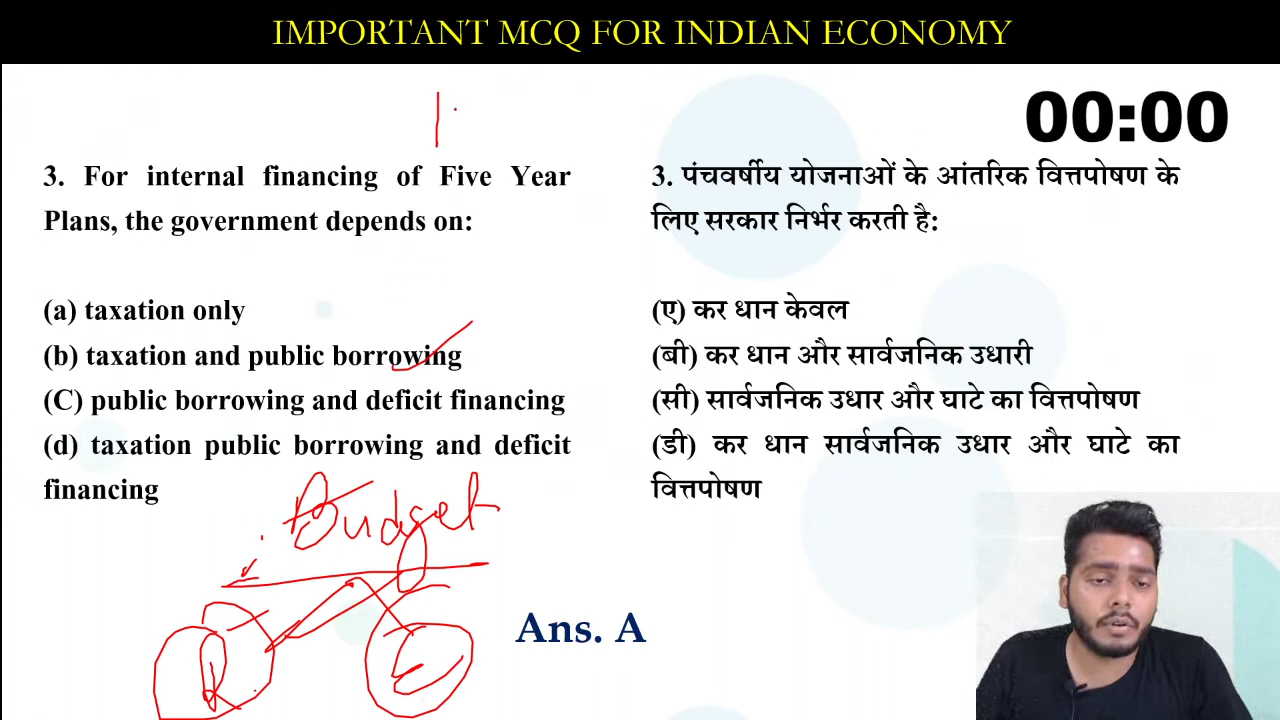 IMPORTANT MCQ FOR INDIAN ECONOMY
00:00
3. For internal financing of Five Year
Plans, the government depends on:
(a) taxation only
(b) taxation and public borrowing
(C) public borrowing and deficit financing
(d) taxation public borrowing and deficit
financing
3. पंचवर्षीय योजनाओं के आंतरिक वित्तपोषण के
लिए सरकार निर्भर करती है:
(ए) कर धान केवल
(बी) कर धान और सार्वजनिक उधारी
(सी) सार्वजनिक उधार और घाटे का वित्तपोषण
(डी) कर धान सार्वजनिक उधार और घाटे का
वित्तपोषण
Budget
R E
Ans. A